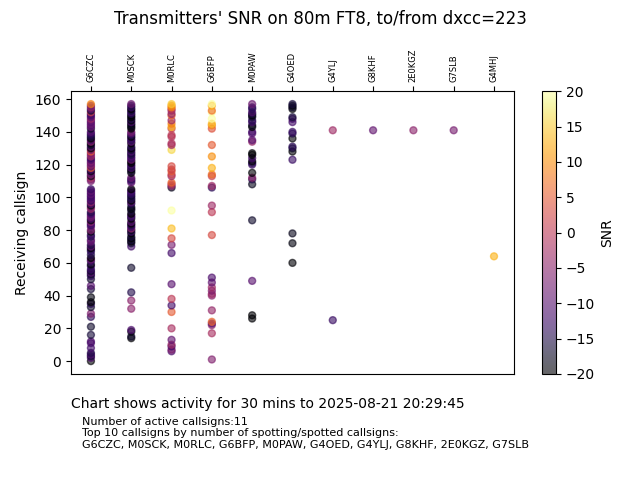 Transmitters' SNR on 80m FT8, to/from dxcc=223
G6CZC M0SCK M0RLC G6BFP M0PAW G4OED G4YLJ G8KHF 2E0KGZ G7SLB G4MHJ
160
140
120
100
80
60
40
20
0
Receiving callsign
20
15
10
5
0
−5
−10
−15
−20
SNR
Chart shows activity for 30 mins to 2025-08-21 20:29:45
Number of active callsigns:11
Top 10 callsigns by number of spotting/spotted callsigns:
G6CZC, M0SCK, M0RLC, G6BFP, M0PAW, G4OED, G4YLJ, G8KHF, 2E0KGZ, G7SLB